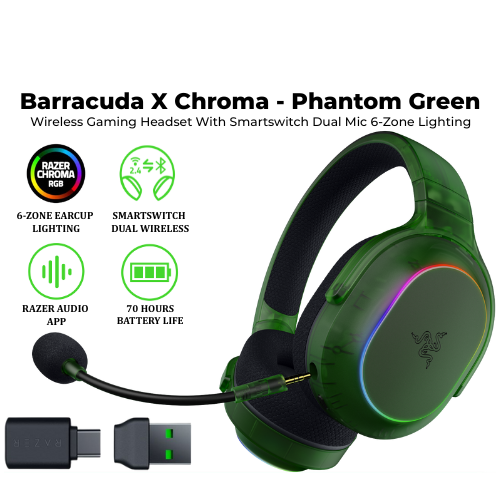 Barracuda X Chroma - Phantom Green
Wireless Gaming Headset With Smartswitch Dual Mic 6-Zone Lighting
RAZER
CHROMA
RGB
2.4
6-ZONE EARCUP
LIGHTING
SMARTSWITCH
DUAL WIRELESS
RAZER AUDIO
APP
70 HOURS
BATTERY LIFE
RAZER